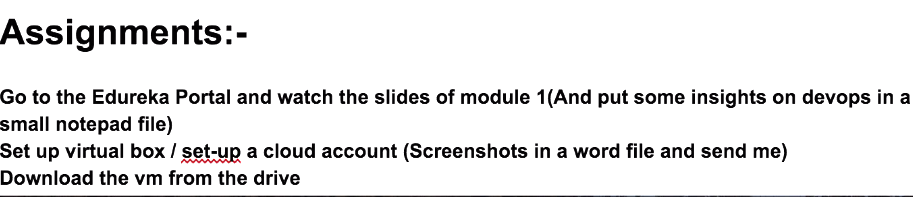 Assignments:-
Go to the Edureka Portal and watch the slides of module 1(And put some insights on devops in a
small notepad file)
Set up virtual box / set-up a cloud account (Screenshots in a word file and send me)
Download the vm from the drive